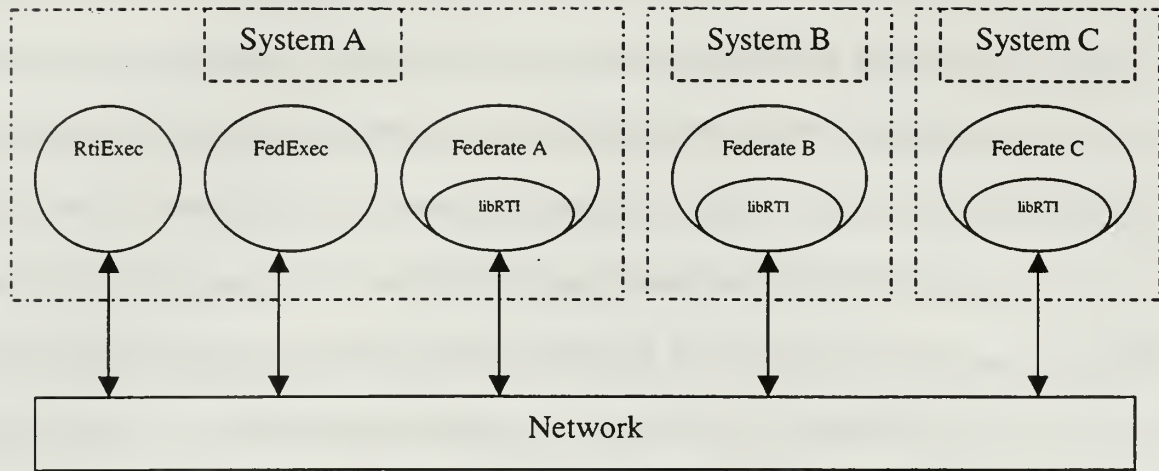 System A
System B
System C
RtiExec
FedExec
Federate A
Federate B
Federate C
libRTI
libRTI
libRTI
Network